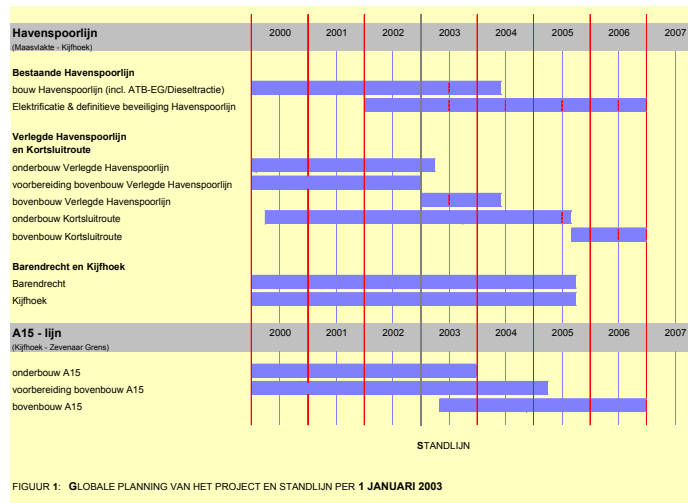 Havenspoorlijn 2000 2001 2002 2003 2004 2005 2006 2007
(Maasvlakte - Kijfhoek)
Bestaande Havenspoorlijn
bouw Havenspoorlijn (incl. ATB-EG/Dieseltractie)
Elektrificatie & definitieve beveiliging Havenspoorlijn
Verlegde Havenspoorlijn
en Kortsluitroute
onderbouw Verlegde Havenspoorlijn
voorbereiding bovenbouw Verlegde Havenspoorlijn
bovenbouw Verlegde Havenspoorlijn
onderbouw Kortsluitroute
bovenbouw Kortsluitroute
Barendrecht en Kijfhoek
Barendrecht
Kijfhoek
A15 - lijn 2000 2001 2002 2003 2004 2005 2006 2007
(Kijfhoek - Zevenaar Grens)
onderbouw A15
voorbereiding bovenbouw A15
bovenbouw A15
STANDLIJN
FIGUUR 1: GLOBALE PLANNING VAN HET PROJECT EN STANDLIJN PER 1 JANUARI 2003